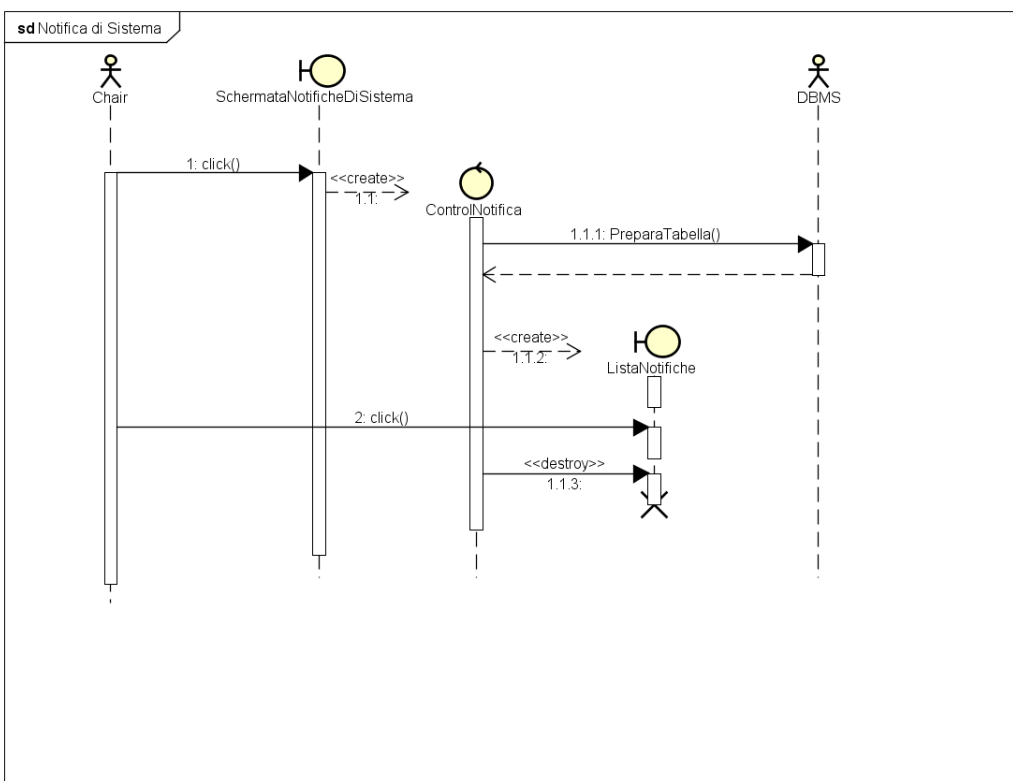 sd Notifica di Sistema
Chair
SchermataNotificheDiSistema
DBMS
1: click()
<<create>>
1.1:
ControlNotifica
1.1.1: PreparaTabella()
<<create>>
1.1.2:
ListaNotifiche
2: click()
<<destroy>>
1.1.3: